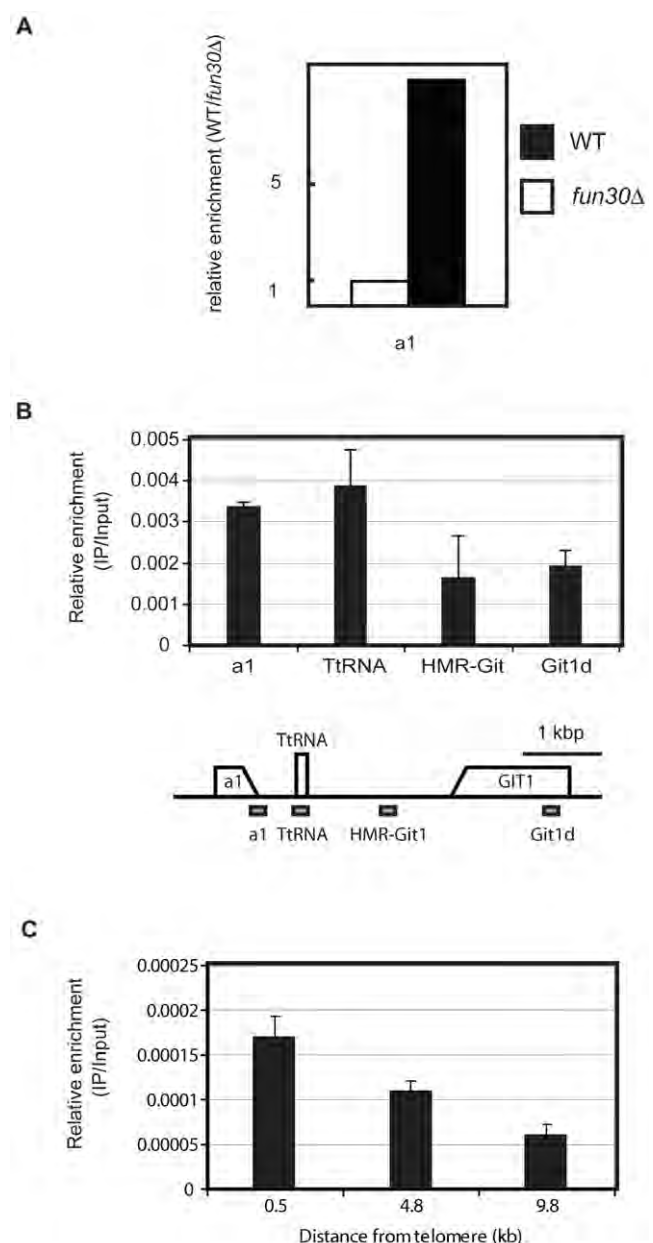 A
relative enrichment (WT/fun30Δ)
5
1
a1
WT
fun30Δ
B
Relative enrichment
(IP/Input)
0.005
0.004
0.003
0.002
0.001
0
a1 TtRNA HMR-Git Git1d
1 kbp
TtRNA
a1 GIT1
a1 TtRNA HMR-Git1 Git1d
C
Relative enrichment
(IP/Input)
0.00025
0.0002
0.00015
0.0001
0.00005
0
0.5 4.8 9.8
Distance from telomere (kb)